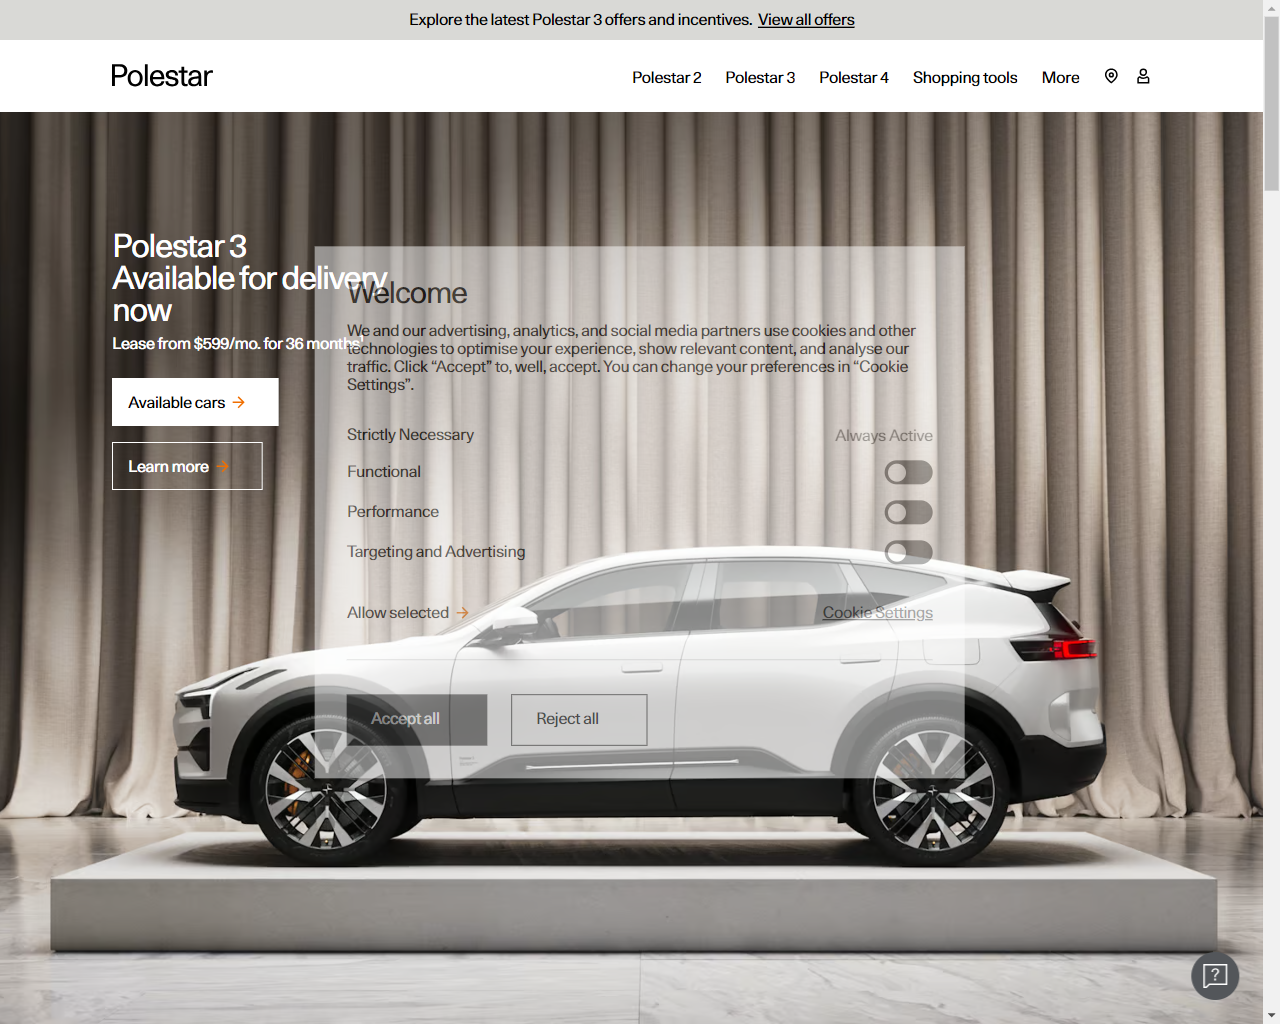 Explore the latest Polestar 3 offers and incentives. View all offers
Polestar
Polestar 2
Polestar 3
Polestar 4
Shopping tools
More
Polestar 3
Available for delivery
now
Lease from $599/mo. for 36 months¹
Available cars
Learn more
Welcome
We and our advertising, analytics, and social media partners use cookies and other
technologies to optimise your experience, show relevant content, and analyse our
traffic. Click “Accept” to, well, accept. You can change your preferences in “Cookie
Settings”.
Strictly Necessary
Always Active
Functional
Performance
Targeting and Advertising
Allow selected
Cookie Settings
Accept all
Reject all